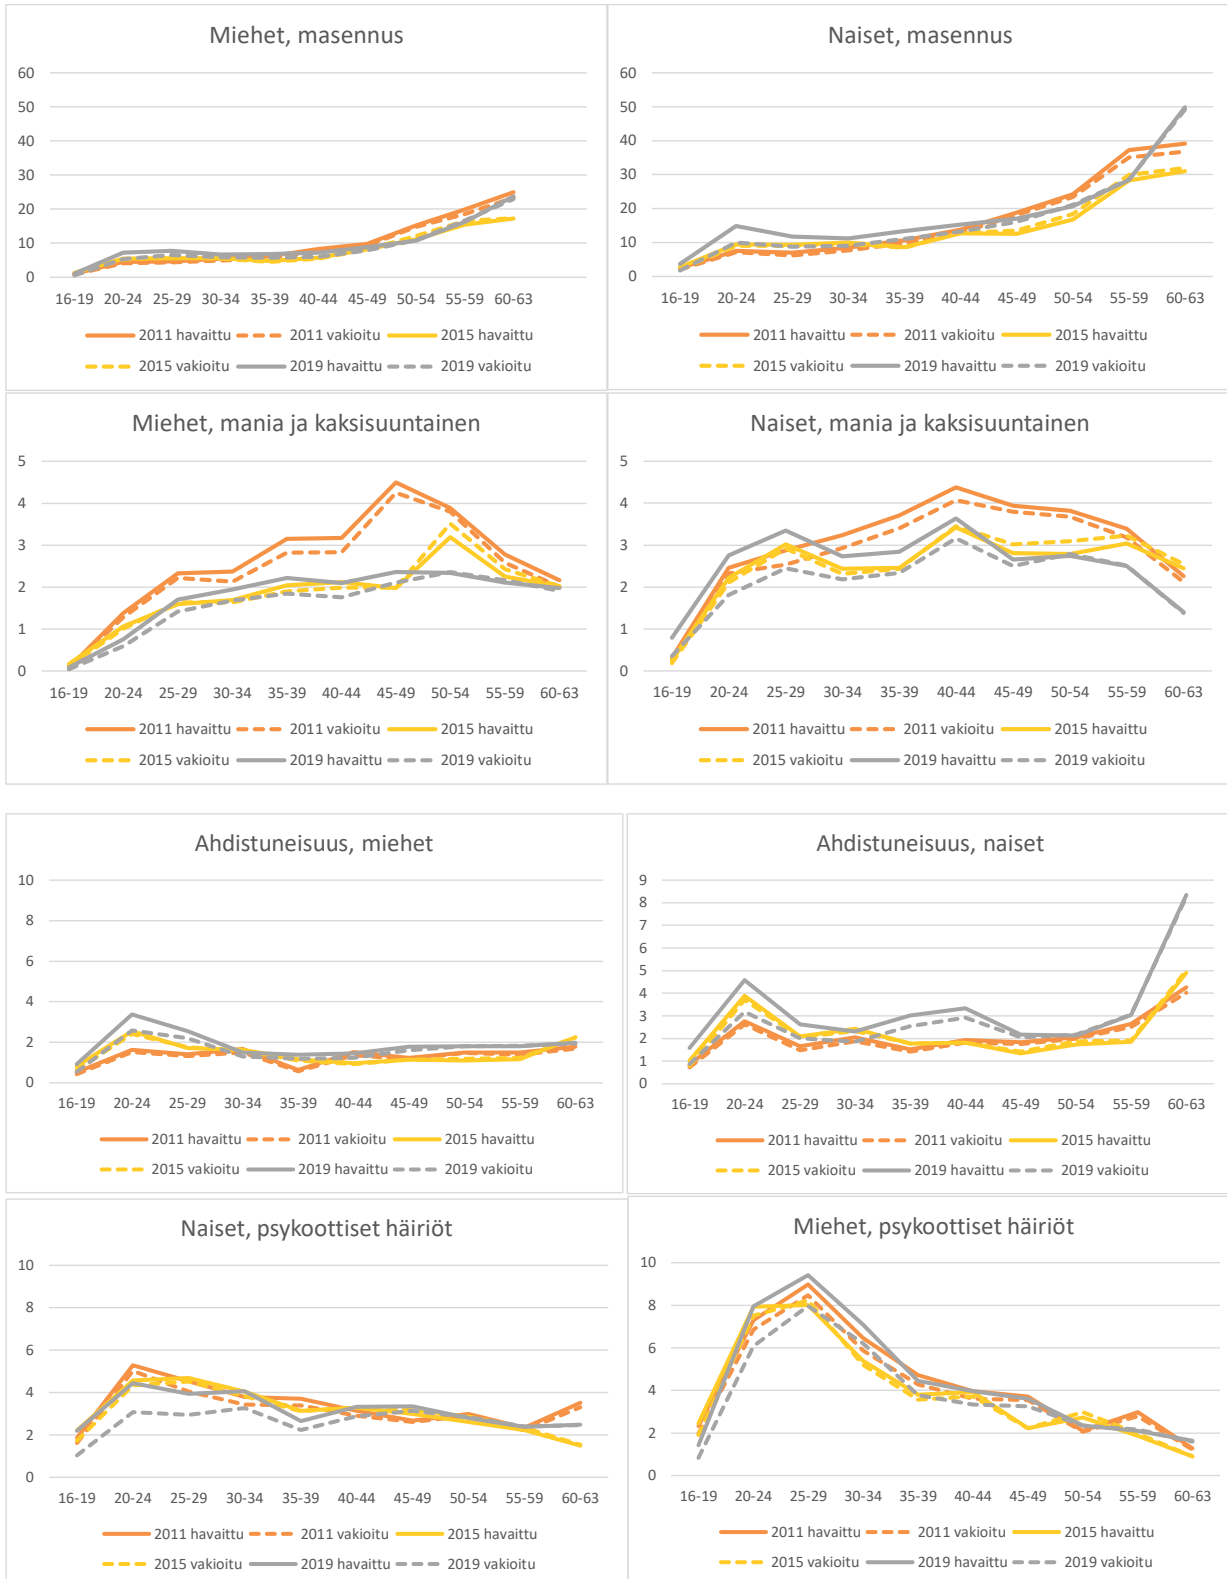 Miehet, masennus
60
50
40
30
20
10
0
16-19 20-24 25-29 30-34 35-39 40-44 45-49 50-54 55-59 60-63
2011 havaittu 2011 vakioitu 2015 havaittu
2015 vakioitu 2019 havaittu 2019 vakioitu
Naiset, masennus
60
50
40
30
20
10
0
16-19 20-24 25-29 30-34 35-39 40-44 45-49 50-54 55-59 60-63
2011 havaittu 2011 vakioitu 2015 havaittu
2015 vakioitu 2019 havaittu 2019 vakioitu
Miehet, mania ja kaksisuuntainen
5
4
3
2
1
0
16-19 20-24 25-29 30-34 35-39 40-44 45-49 50-54 55-59 60-63
2011 havaittu 2011 vakioitu 2015 havaittu
2015 vakioitu 2019 havaittu 2019 vakioitu
Naiset, mania ja kaksisuuntainen
5
4
3
2
1
0
16-19 20-24 25-29 30-34 35-39 40-44 45-49 50-54 55-59 60-63
2011 havaittu 2011 vakioitu 2015 havaittu
2015 vakioitu 2019 havaittu 2019 vakioitu
Ahdistuneisuus, miehet
10
8
6
4
2
0
16-19 20-24 25-29 30-34 35-39 40-44 45-49 50-54 55-59 60-63
2011 havaittu 2011 vakioitu 2015 havaittu
2015 vakioitu 2019 havaittu 2019 vakioitu
Ahdistuneisuus, naiset
9
8
7
6
5
4
3
2
1
0
16-19 20-24 25-29 30-34 35-39 40-44 45-49 50-54 55-59 60-63
2011 havaittu 2011 vakioitu 2015 havaittu
2015 vakioitu 2019 havaittu 2019 vakioitu
Naiset, psykoottiset häiriöt
10
8
6
4
2
0
16-19 20-24 25-29 30-34 35-39 40-44 45-49 50-54 55-59 60-63
2011 havaittu 2011 vakioitu 2015 havaittu
2015 vakioitu 2019 havaittu 2019 vakioitu
Miehet, psykoottiset häiriöt
10
8
6
4
2
0
16-19 20-24 25-29 30-34 35-39 40-44 45-49 50-54 55-59 60-63
2011 havaittu 2011 vakioitu 2015 havaittu
2015 vakioitu 2019 havaittu 2019 vakioitu